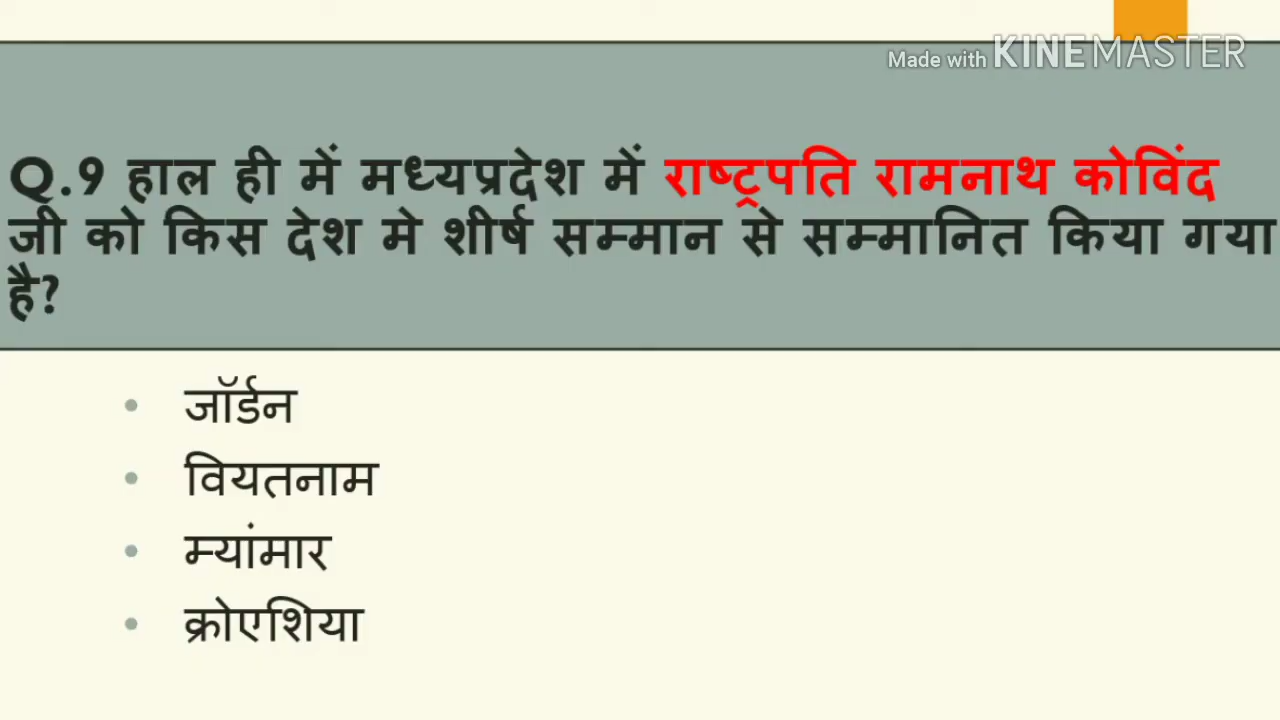 Made with KINEMASTER
Q.9 हाल ही में मध्यप्रदेश में राष्ट्रपति रामनाथ कोविंद
जी को किस देश मे शीर्ष सम्मान से सम्मानित किया गया
है?
• जॉर्डन
• वियतनाम
• म्यांमार
• क्रोएशिया